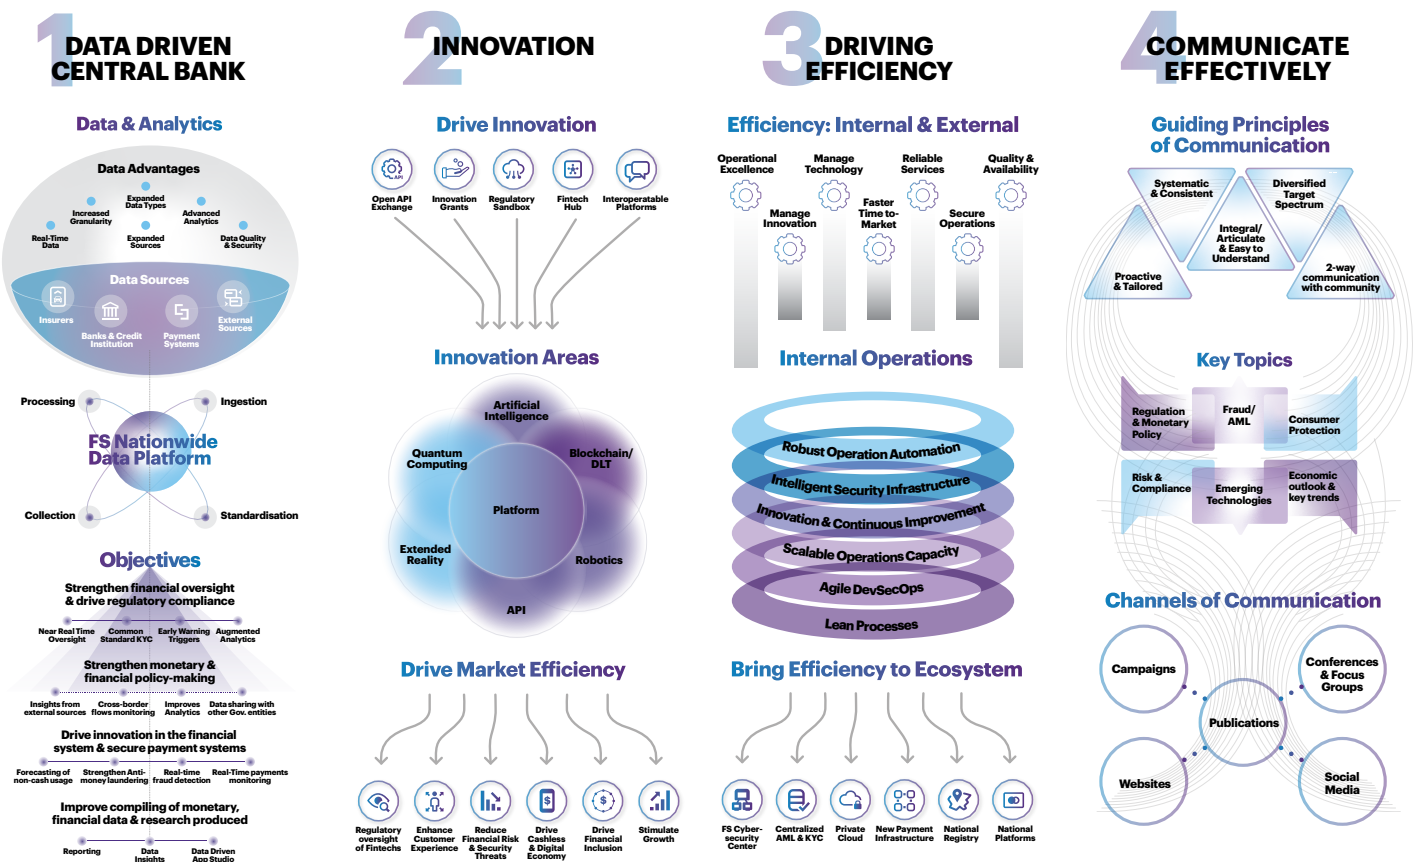 1
DATA DRIVEN
CENTRAL BANK
Data & Analytics
Data Advantages
Expanded
Data Types
Increased
Granularity
Advanced
Analytics
Real-Time
Data
Expanded
Sources
Data Quality
& Security
Data Sources
Insurers
Banks & Credit
Institution
Payment
Systems
External
Sources
Processing
Ingestion
FS Nationwide
Data Platform
Collection
Standardisation
Objectives
Strengthen financial oversight
& drive regulatory compliance
Near Real Time
Oversight
Common
Standard KYC
Early Warning
Triggers
Augmented
Analytics
Strengthen monetary &
financial policy-making
Insights from
external sources
Cross-border
flows monitoring
Improves
Analytics
Data sharing with
other Gov. entities
Drive innovation in the financial
system & secure payment systems
Forecasting of
non-cash usage
Strengthen Anti-
money laundering
Real-time
fraud detection
Real-Time payments
monitoring
Improve compiling of monetary,
financial data & research produced
Reporting
Data
Insights
Data Driven
App Studio
2
INNOVATION
Drive Innovation
API
Open API
Exchange
Innovation
Grants
Regulatory
Sandbox
Fintech
Hub
Interoperatable
Platforms
Innovation Areas
Artificial
Intelligence
Quantum
Computing
Blockchain/
DLT
Platform
Extended
Reality
Robotics
API
Drive Market Efficiency
Regulatory
oversight
of Fintechs
Enhance
Customer
Experience
Reduce
Financial Risk
& Security
Threats
Drive
Cashless
& Digital
Economy
Drive
Financial
Inclusion
Stimulate
Growth
3
DRIVING
EFFICIENCY
Efficiency: Internal & External
Operational
Excellence
Manage
Technology
Reliable
Services
Quality &
Availability
Manage
Innovation
Faster
Time to-
Market
Secure
Operations
Internal Operations
Robust Operation Automation
Intelligent Security Infrastructure
Innovation & Continuous Improvement
Scalable Operations Capacity
Agile DevSecOps
Lean Processes
Bring Efficiency to Ecosystem
FS Cyber-
security
Center
Centralized
AML & KYC
Private
Cloud
New Payment
Infrastructure
National
Registry
National
Platforms
4
COMMUNICATE
EFFECTIVELY
Guiding Principles
of Communication
Systematic
& Consistent
Diversified
Target
Spectrum
Integral/
Articulate
& Easy to
Understand
Proactive
& Tailored
2-way
communication
with community
Key Topics
Regulation
& Monetary
Policy
Fraud/
AML
Consumer
Protection
Risk &
Compliance
Emerging
Technologies
Economic
outlook &
key trends
Channels of Communication
Campaigns
Conferences
& Focus
Groups
Publications
Websites
Social
Media